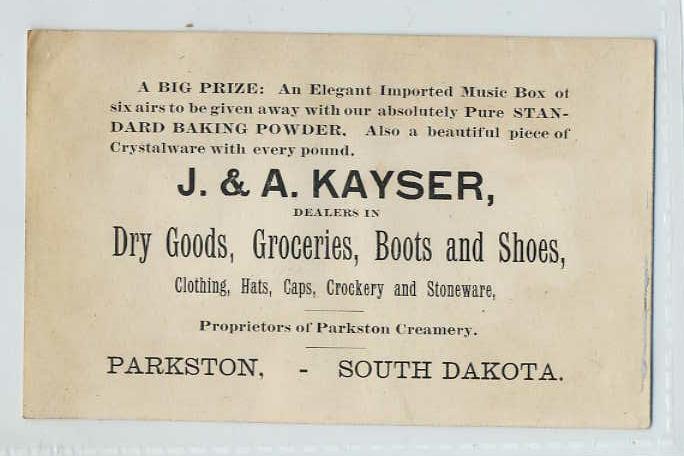 A BIG PRIZE: An Elegant Imported Music Box of
six airs to be given away with our absolutely Pure STAN-
DARD BAKING POWDER. Also a beautiful piece of
Crystalware with every pound.
J. & A. KAYSER,
DEALERS IN
Dry Goods, Groceries, Boots and Shoes,
Clothing, Hats, Caps, Crockery and Stoneware,
Proprietors of Parkston Creamery.
PARKSTON, - SOUTH DAKOTA.